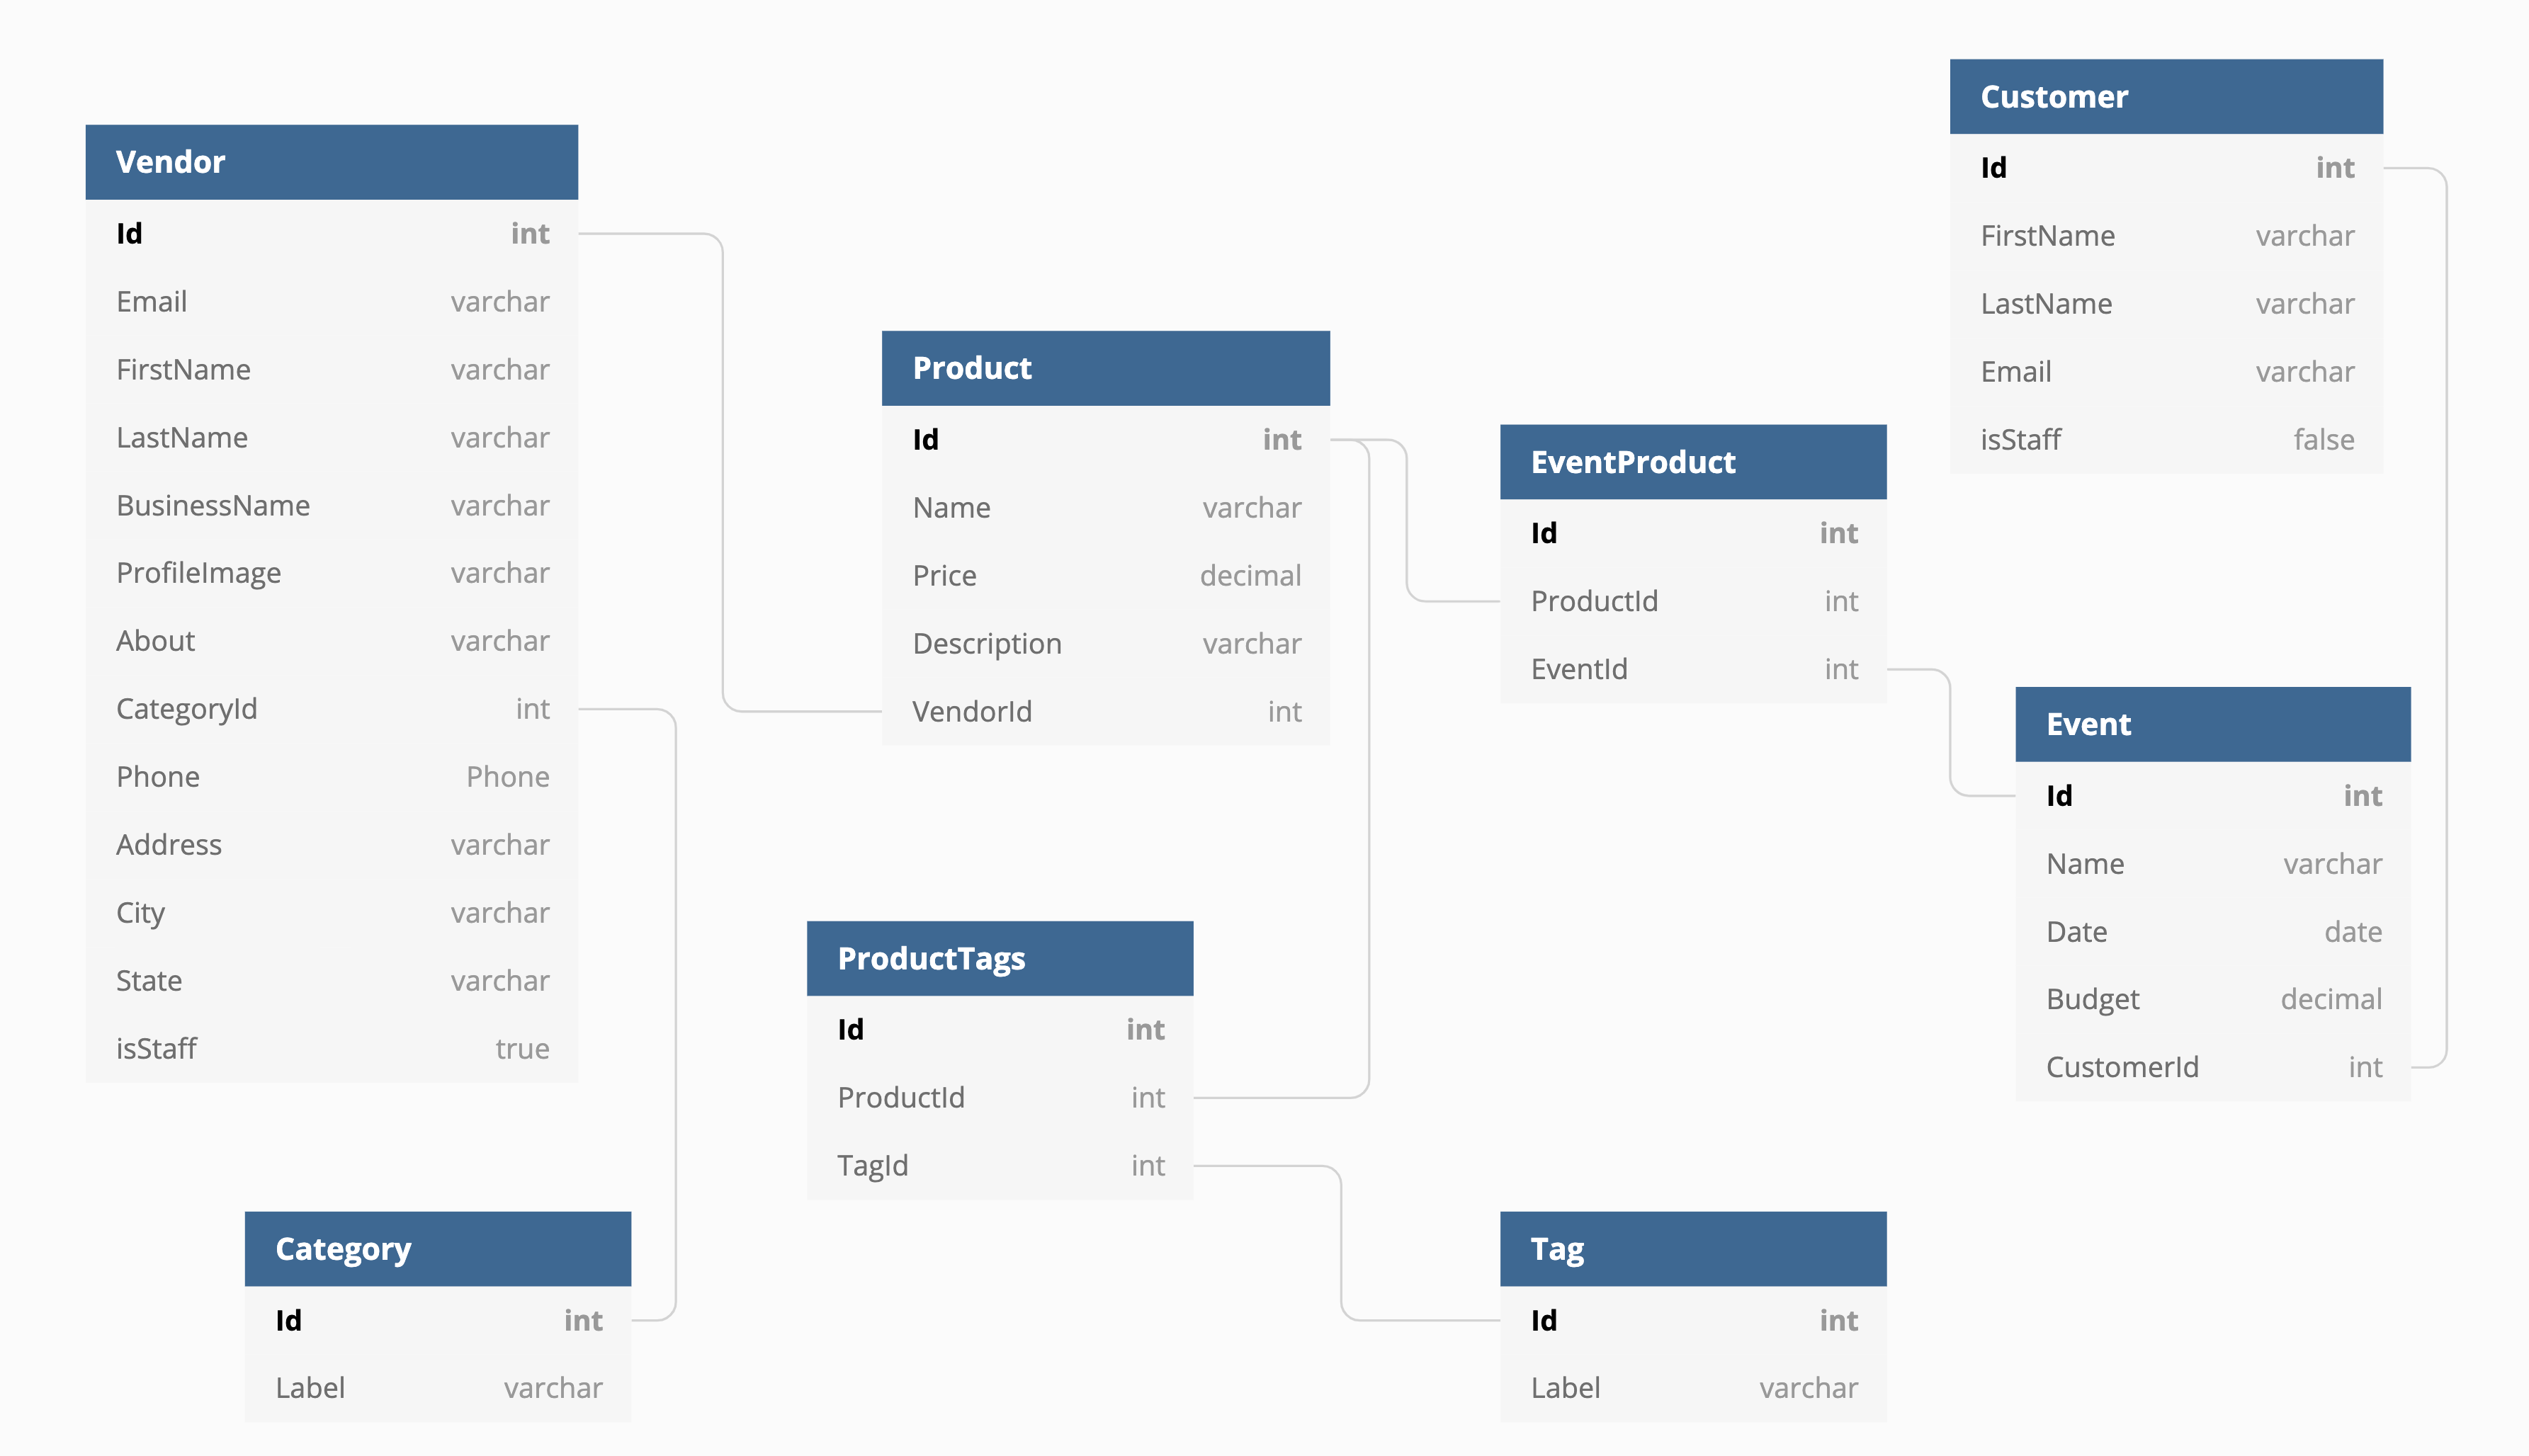 Vendor
Id int
Email varchar
FirstName varchar
LastName varchar
BusinessName varchar
ProfileImage varchar
About varchar
CategoryId int
Phone Phone
Address varchar
City varchar
State varchar
isStaff true
Category
Id int
Label varchar
Product
Id int
Name varchar
Price decimal
Description varchar
VendorId int
ProductTags
Id int
ProductId int
TagId int
EventProduct
Id int
ProductId int
EventId int
Tag
Id int
Label varchar
Customer
Id int
FirstName varchar
LastName varchar
Email varchar
isStaff false
Event
Id int
Name varchar
Date date
Budget decimal
CustomerId int